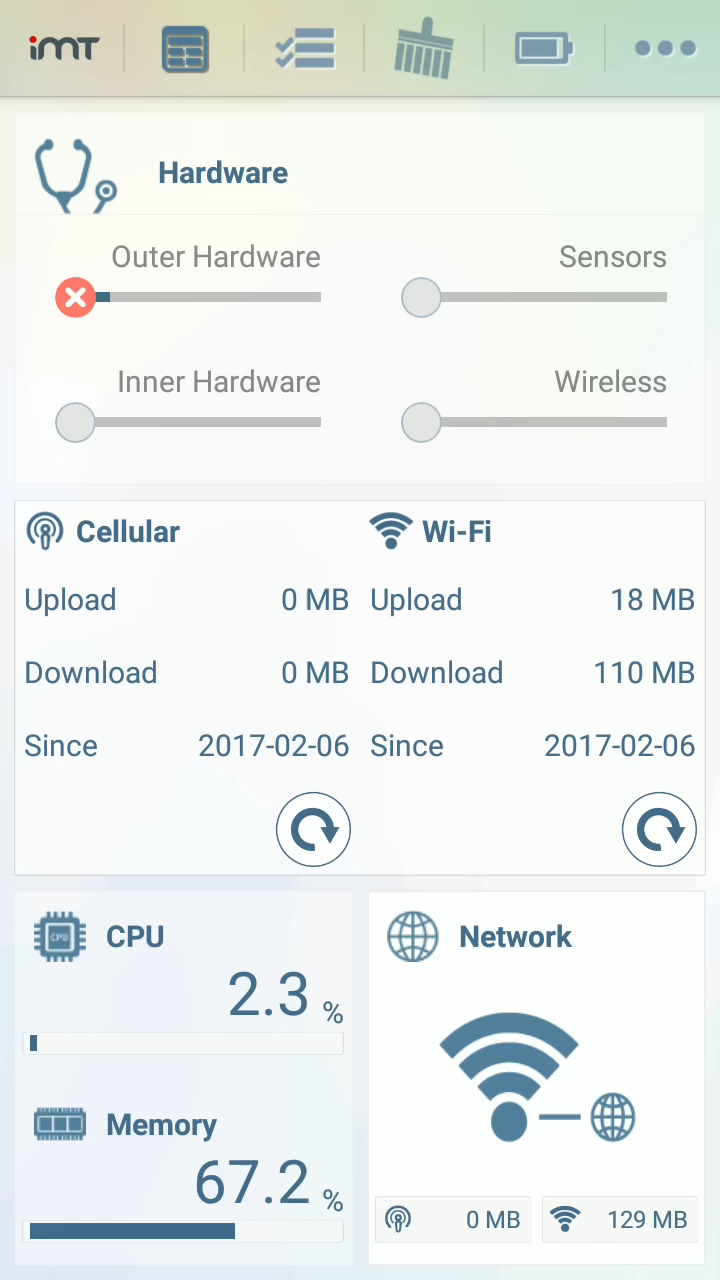 iMT
Hardware
Outer Hardware
Sensors
Inner Hardware
Wireless
Cellular
Wi-Fi
Upload 0 MB
Upload 18 MB
Download 0 MB
Download 110 MB
Since 2017-02-06
Since 2017-02-06
CPU
CPU
2.3 %
Network
Memory
67.2 %
0 MB
129 MB